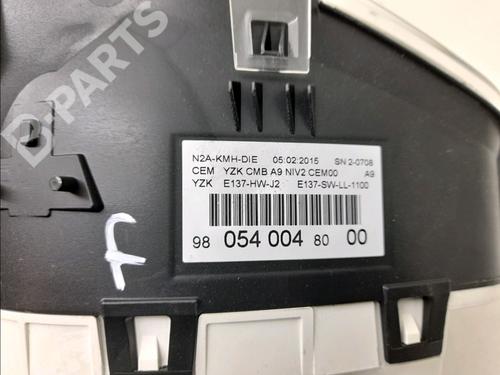 N2A-KMH-DIE 05:02:2015 SN 2-0708
CEM YZK CMB A9 NIV2 CEM00 A9
YZK E137-HW-J2 E137-SW-LL-1100
98 054 004 80 00